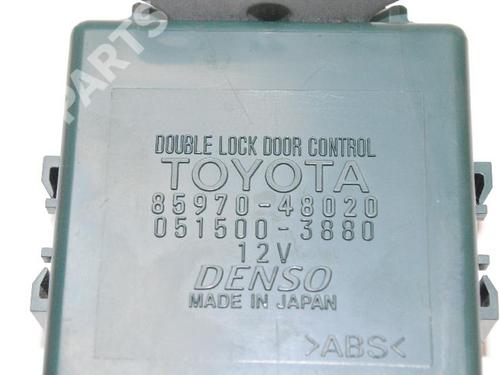 PARTS
DOUBLE LOCK DOOR CONTROL
TOYOTA
85970-48020
051500-3880
12V
DENSO
MADE IN JAPAN
>ABS<